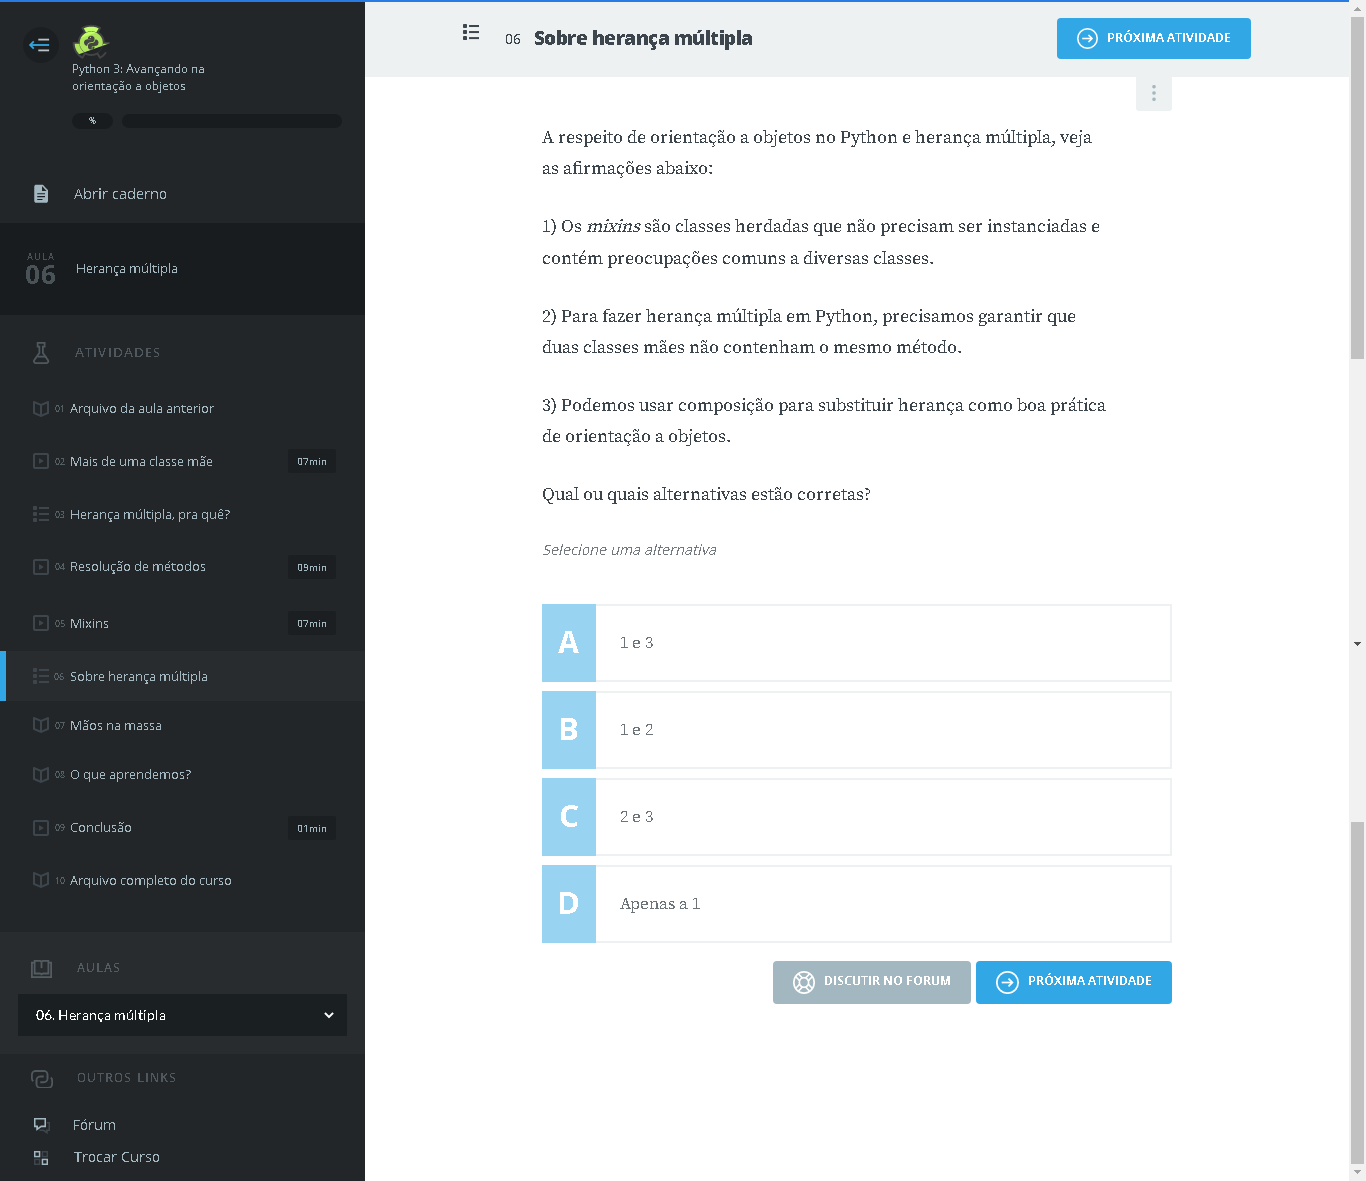 Python 3: Avançando na
orientação a objetos
%
Abrir caderno
AULA
06
Herança múltipla
ATIVIDADES
01 Arquivo da aula anterior
02 Mais de uma classe mãe 07min
03 Herança múltipla, pra quê?
04 Resolução de métodos 09min
05 Mixins 07min
06 Sobre herança múltipla
07 Mãos na massa
08 O que aprendemos?
09 Conclusão 01min
10 Arquivo completo do curso
AULAS
06. Herança múltipla
OUTROS LINKS
Fórum
Trocar Curso
06 Sobre herança múltipla
PRÓXIMA ATIVIDADE
A respeito de orientação a objetos no Python e herança múltipla, veja
as afirmações abaixo:
1) Os mixins são classes herdadas que não precisam ser instanciadas e
contém preocupações comuns a diversas classes.
2) Para fazer herança múltipla em Python, precisamos garantir que
duas classes mães não contenham o mesmo método.
3) Podemos usar composição para substituir herança como boa prática
de orientação a objetos.
Qual ou quais alternativas estão corretas?
Selecione uma alternativa
A 1 e 3
B 1 e 2
C 2 e 3
D Apenas a 1
DISCUTIR NO FORUM PRÓXIMA ATIVIDADE